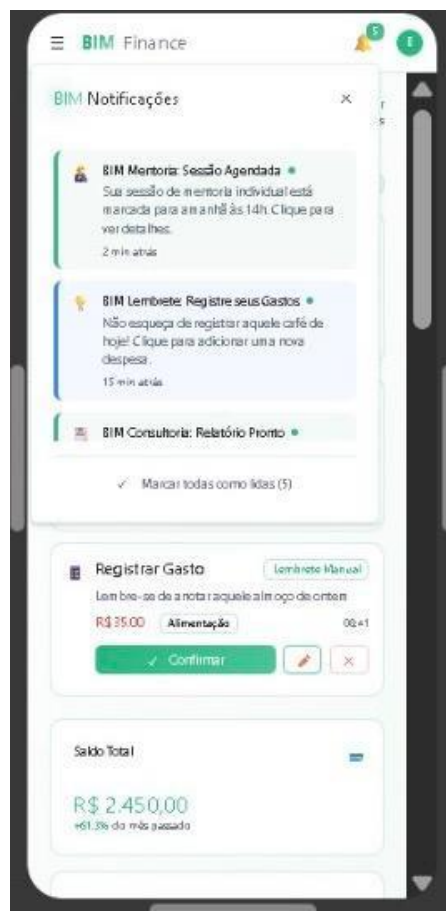 BIM Finance
5
E
BIM Notificações
r
s
BIM Mentoria: Sessão Agendada
Sua sessão de mentoria individual está
marcada para amanhã às 14h. Clique para
ver detalhes.
2 min atrás
BIM Lembrete: Registre seus Gastos
Não esqueça de registrar aquele café de
hoje! Clique para adicionar uma nova
despesa.
15 min atrás
BIM Consultoria: Relatório Pronto
Marcar todas como lidas (5)
Registrar Gasto
Lembrete Manual
Lembre-se de anotar aquele almoço de ontem
R$ 35.00 Alimentação
Confirmar
Saldo Total
R$ 2.450,00
+61.3% do mês passado